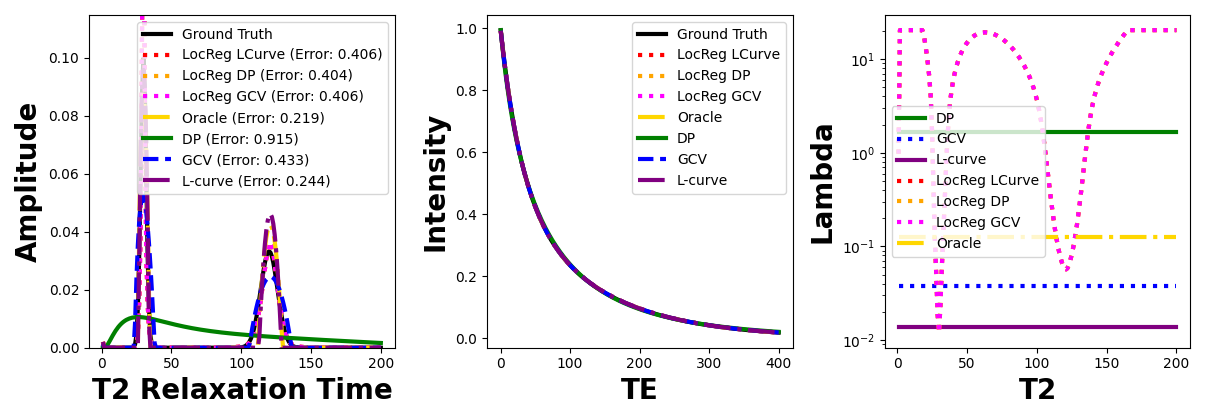 Amplitude
0.10
0.08
0.06
0.04
0.02
0.00
Ground Truth
LocReg LCurve (Error: 0.406)
LocReg DP (Error: 0.404)
LocReg GCV (Error: 0.406)
Oracle (Error: 0.219)
DP (Error: 0.915)
GCV (Error: 0.433)
L-curve (Error: 0.244)
0 50 100 150 200
T2 Relaxation Time
Intensity
1.0
0.8
0.6
0.4
0.2
0.0
Ground Truth
LocReg LCurve
LocReg DP
LocReg GCV
Oracle
DP
GCV
L-curve
0 100 200 300 400
TE
Lambda
10¹
10⁰
10⁻¹
10⁻²
DP
GCV
L-curve
LocReg LCurve
LocReg DP
LocReg GCV
Oracle
0 50 100 150 200
T2